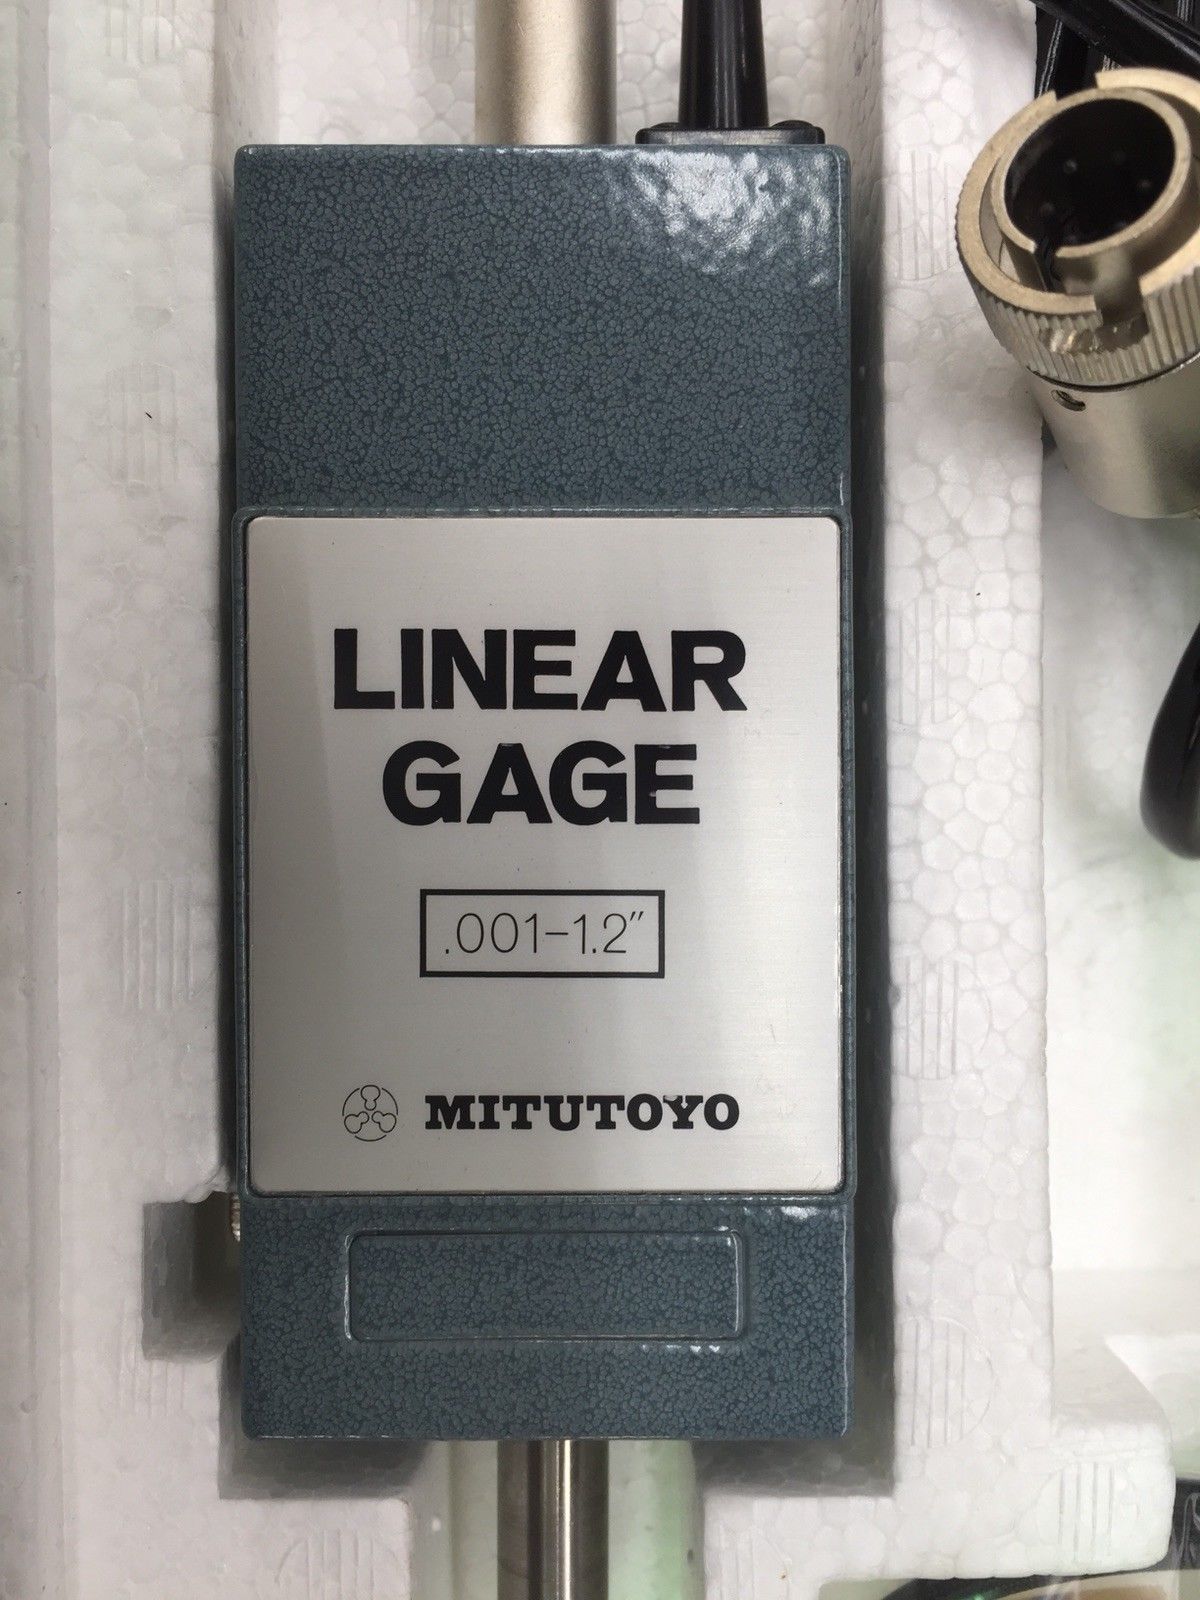 LINEAR
GAGE
.001-1.2"
MITUTOYO